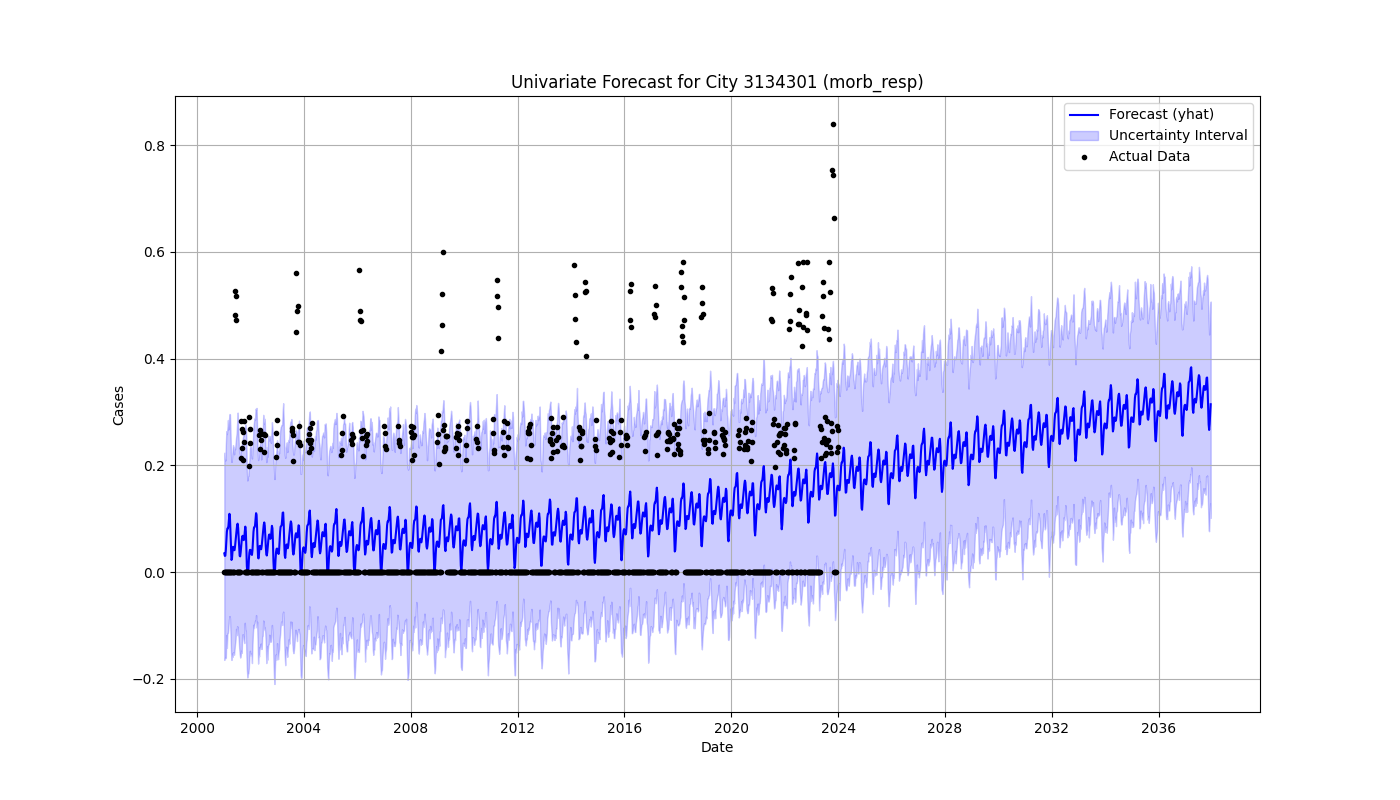 Univariate Forecast for City 3134301 (morb_resp)
Forecast (yhat)
Uncertainty Interval
Actual Data
Cases
0.8
0.6
0.4
0.2
0.0
−0.2
2000 2004 2008 2012 2016 2020 2024 2028 2032 2036
Date